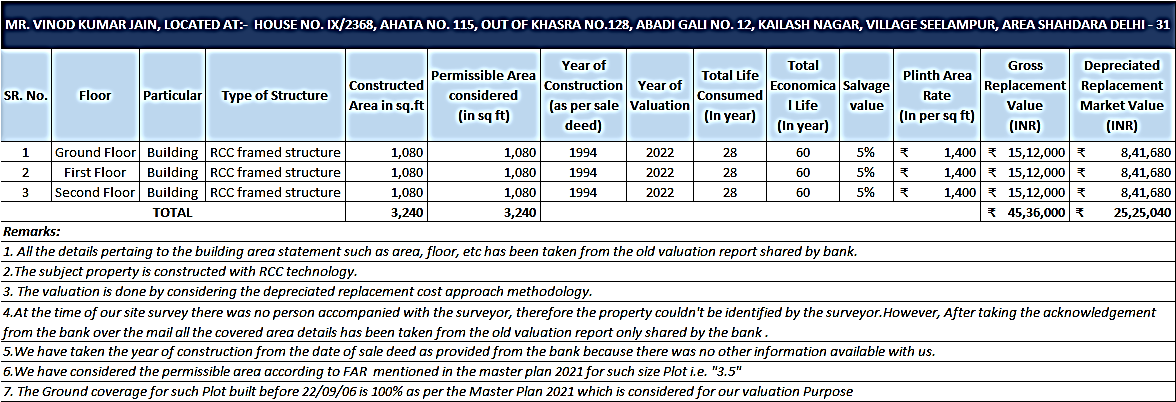 MR. VINOD KUMAR JAIN, LOCATED AT:- HOUSE NO. IX/2368, AHATA NO. 115, OUT OF KHASRA NO.128, ABADI GALI NO. 12, KAILASH NAGAR, VILLAGE SEELAMPUR, AREA SHAHDARA DELHI - 31
SR. No. Floor Particular Type of Structure Constructed Area in sq.ft Permissible Area considered (in sq ft) Year of Construction (as per sale deed) Year of Valuation Total Life Consumed (In year) Total Economica l Life (In year) Salvage value Plinth Area Rate (In per sq ft) Gross Replacement Value (INR) Depreciated Replacement Market Value (INR)
1 Ground Floor Building RCC framed structure 1,080 1,080 1994 2022 28 60 5% ₹ 1,400 ₹ 15,12,000 ₹ 8,41,680
2 First Floor Building RCC framed structure 1,080 1,080 1994 2022 28 60 5% ₹ 1,400 ₹ 15,12,000 ₹ 8,41,680
3 Second Floor Building RCC framed structure 1,080 1,080 1994 2022 28 60 5% ₹ 1,400 ₹ 15,12,000 ₹ 8,41,680
TOTAL 3,240 3,240 ₹ 45,36,000 ₹ 25,25,040
Remarks:
1. All the details pertaing to the building area statement such as area, floor, etc has been taken from the old valuation report shared by bank.
2.The subject property is constructed with RCC technology.
3. The valuation is done by considering the depreciated replacement cost approach methodology.
4.At the time of our site survey there was no person accompanied with the surveyor, therefore the property couldn't be identified by the surveyor.However, After taking the acknowledgement
from the bank over the mail all the covered area details has been taken from the old valuation report only shared by the bank .
5.We have taken the year of construction from the date of sale deed as provided from the bank because there was no other information available with us.
6.We have considered the permissible area according to FAR mentioned in the master plan 2021 for such size Plot i.e. "3.5"
7. The Ground coverage for such Plot built before 22/09/06 is 100% as per the Master Plan 2021 which is considered for our valuation Purpose